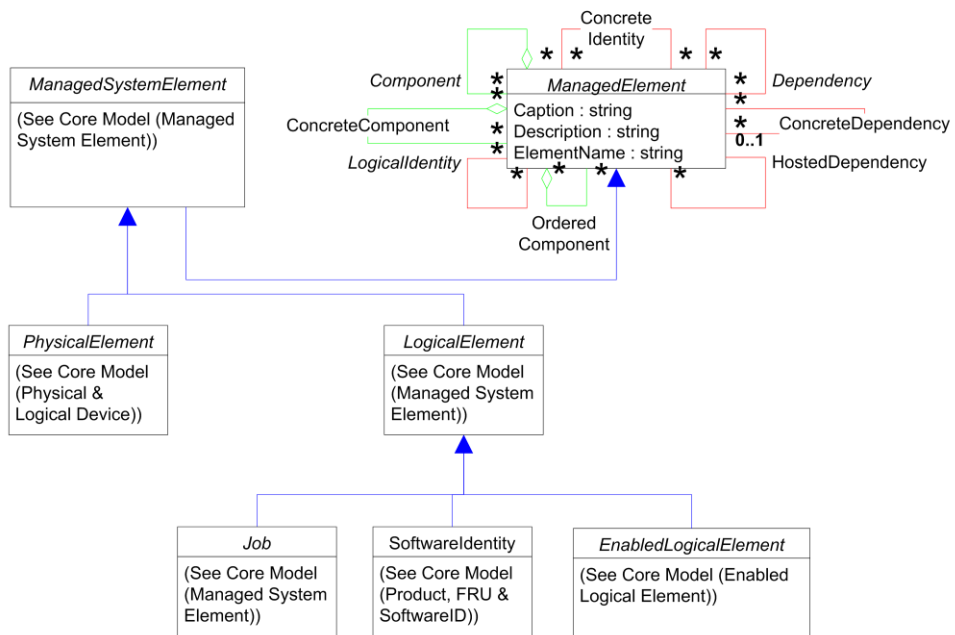 Concrete
Identity
*
*
*
*
ManagedSystemElement
(See Core Model (Managed
System Element))
Component
*
*
ManagedElement
*
*
Dependency
Caption : string
Description : string
ElementName : string
ConcreteComponent
*
*
*
0..1
ConcreteDependency
LogicalIdentity
*
*
*
*
HostedDependency
Ordered
Component
PhysicalElement
(See Core Model
(Physical &
Logical Device))
LogicalElement
(See Core Model
(Managed System
Element))
Job
(See Core Model
(Managed System
Element))
SoftwareIdentity
(See Core Model
(Product, FRU &
SoftwareID))
EnabledLogicalElement
(See Core Model (Enabled
Logical Element))